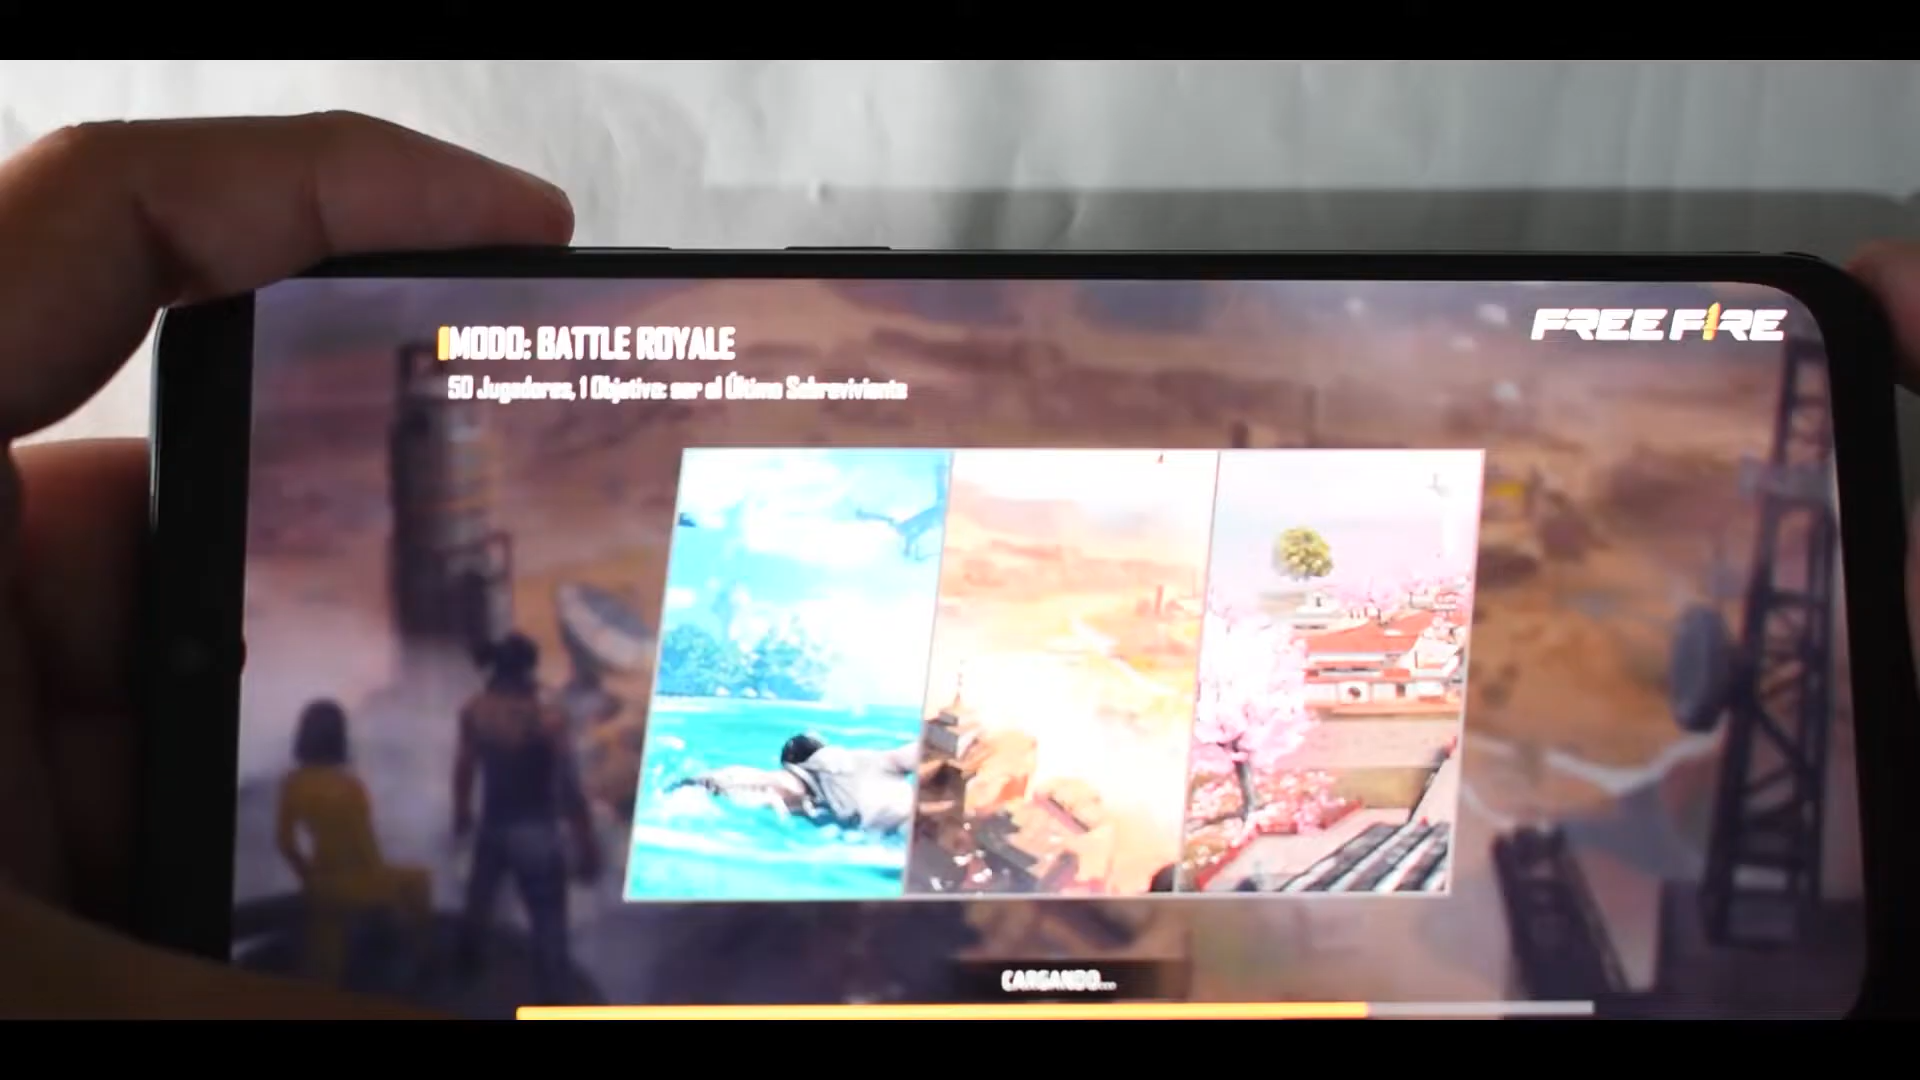 FREE FIRE
MODO: BATTLE ROYALE
50 Jugadores, 1 Objetivo: ser el Último Sobreviviente
CARGANDO...